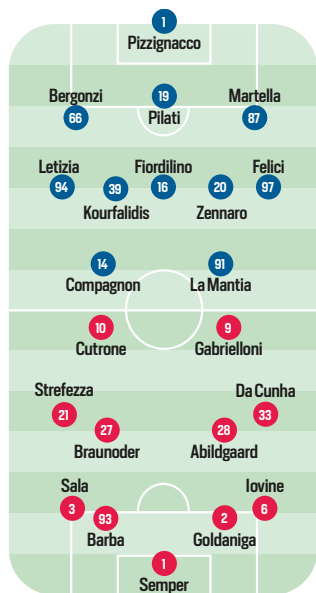 1
Pizzignacco
Bergonzi 19 Martella
66 Pilati 87
Letizia Fiordilino Felici
94 39 16 20 97
Kourfalidis Zennaro
14 91
Compagnon La Mantia
10 9
Cutrone Gabrielloni
Strefezza Da Cunha
21 27 28 33
Braunoder Abildgaard
Sala Iovine
3 93 2 6
Barba Goldaniga
1
Semper